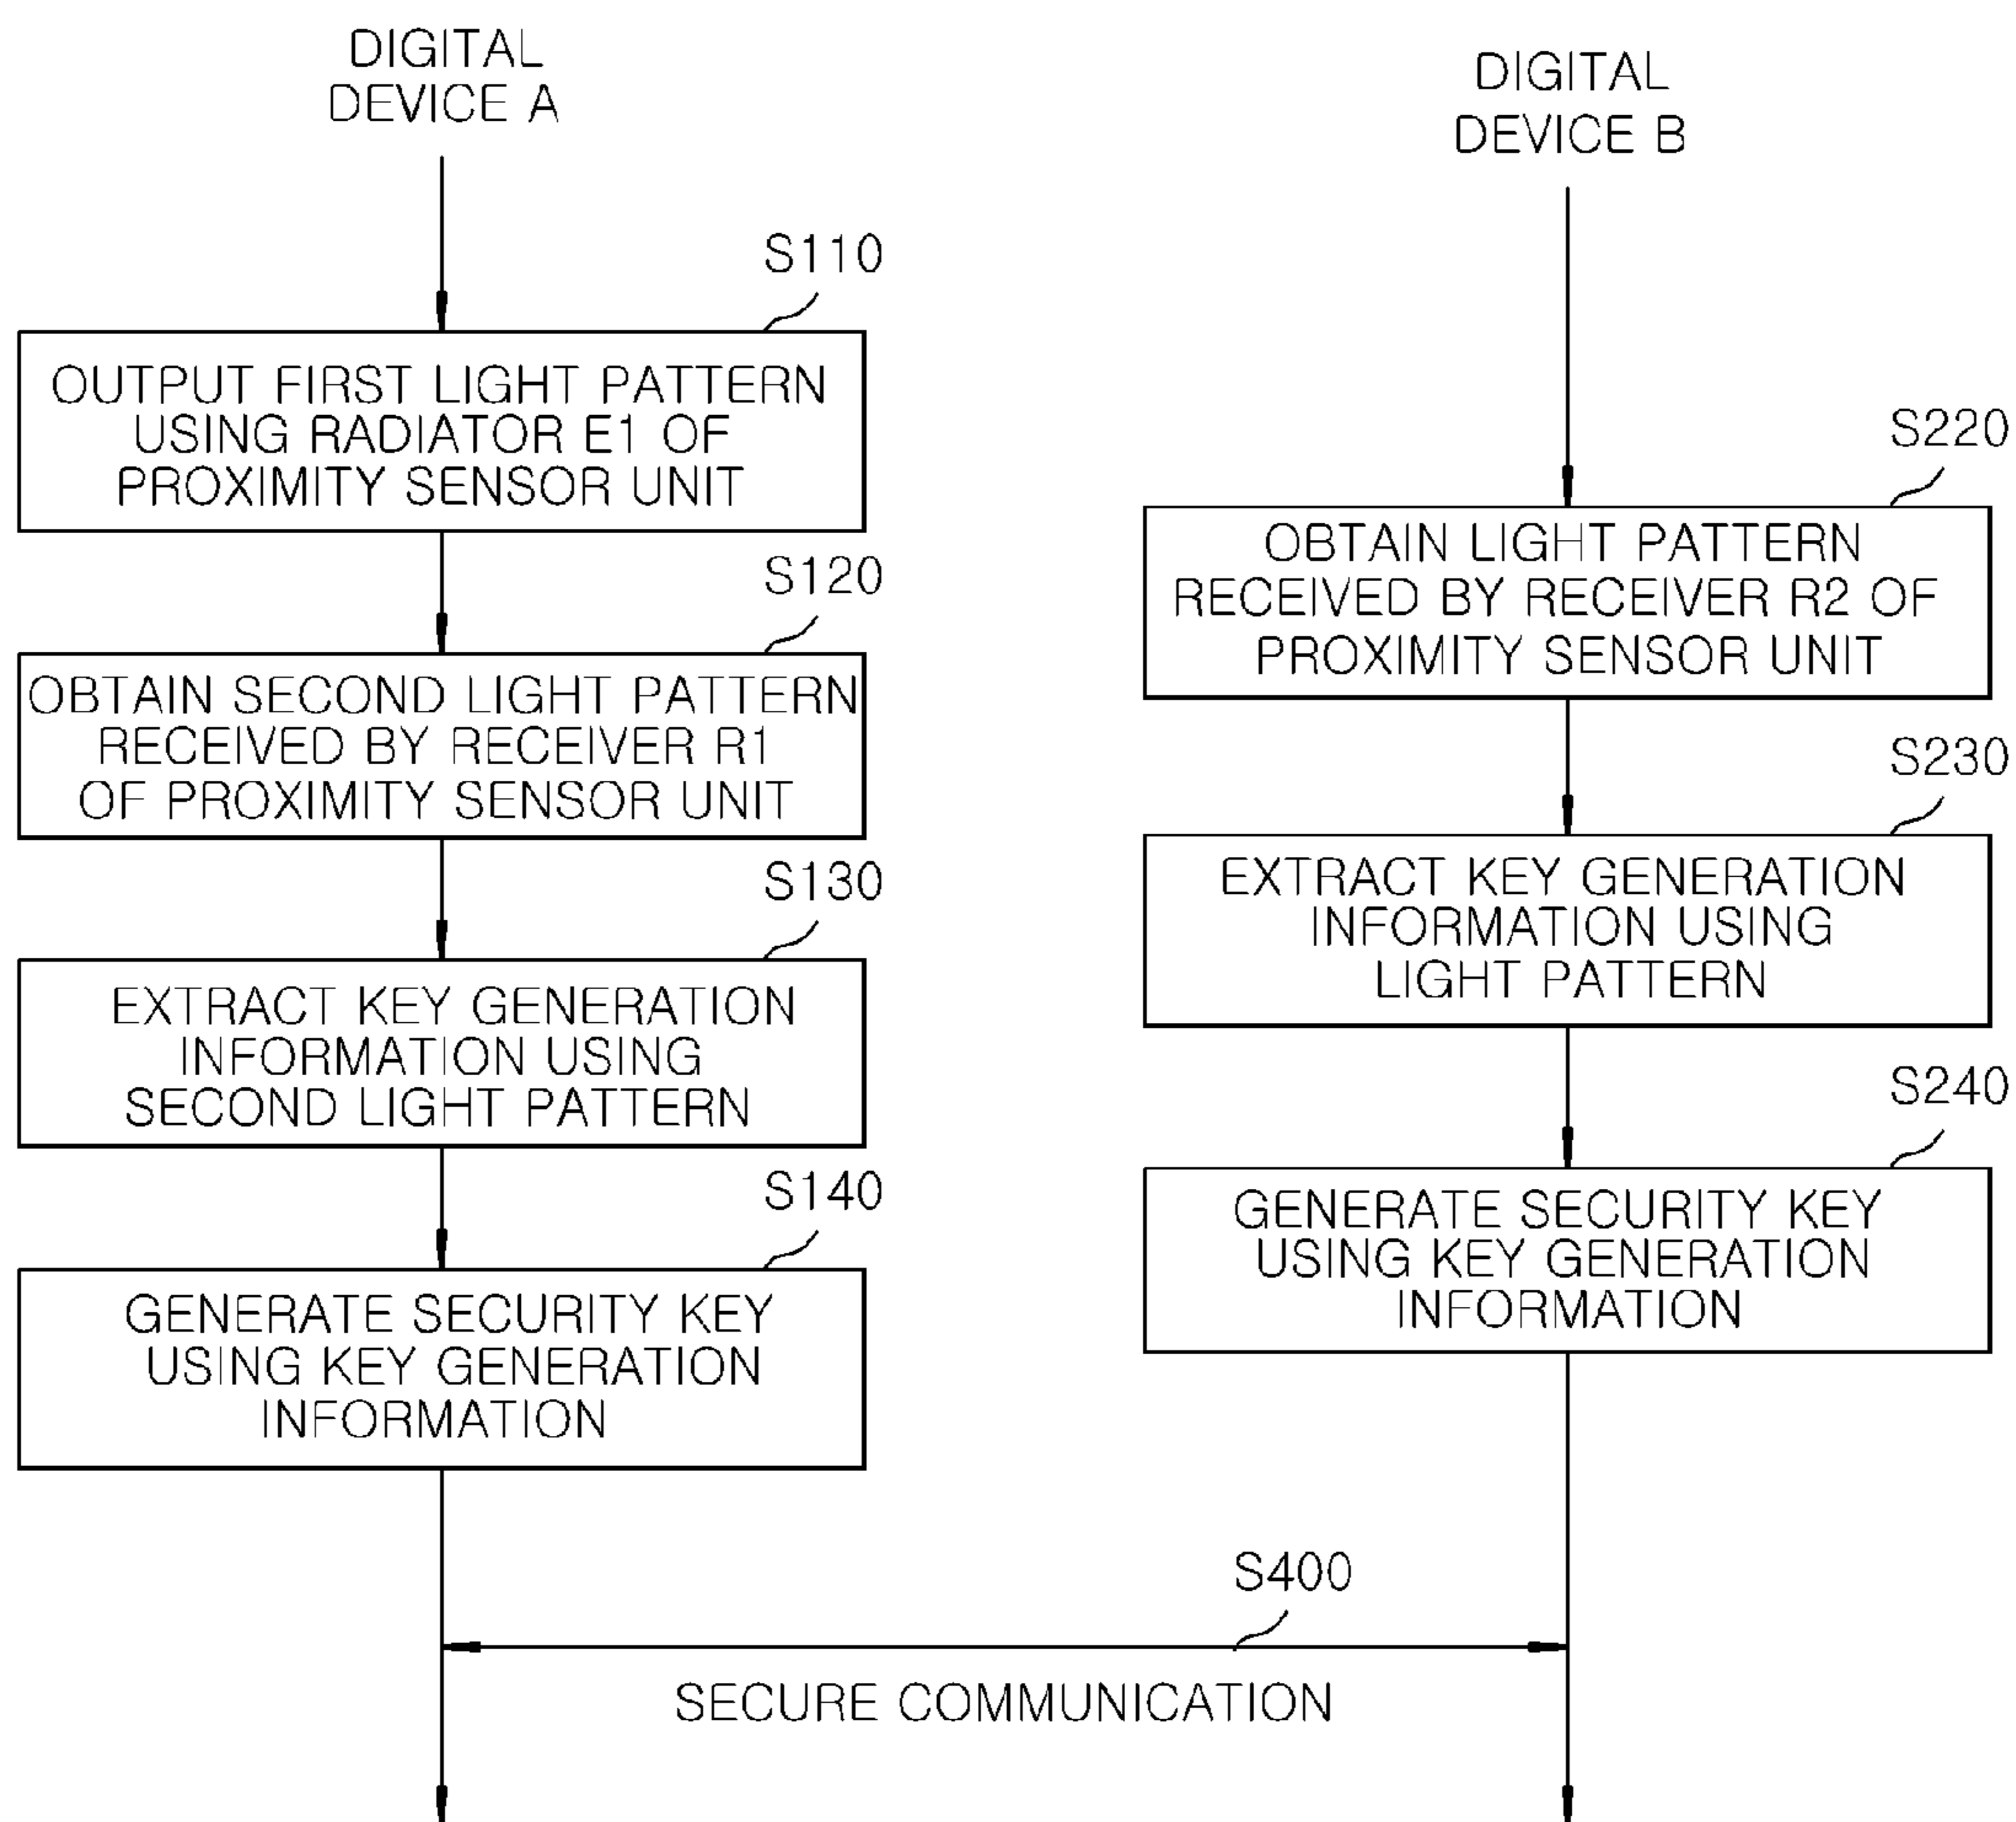 DIGITAL
DEVICE A
S110
OUTPUT FIRST LIGHT PATTERN
USING RADIATOR E1 OF
PROXIMITY SENSOR UNIT
S120
OBTAIN SECOND LIGHT PATTERN
RECEIVED BY RECEIVER R1
OF PROXIMITY SENSOR UNIT
S130
EXTRACT KEY GENERATION
INFORMATION USING
SECOND LIGHT PATTERN
S140
GENERATE SECURITY KEY
USING KEY GENERATION
INFORMATION
DIGITAL
DEVICE B
S220
OBTAIN LIGHT PATTERN
RECEIVED BY RECEIVER R2 OF
PROXIMITY SENSOR UNIT
S230
EXTRACT KEY GENERATION
INFORMATION USING
LIGHT PATTERN
S240
GENERATE SECURITY KEY
USING KEY GENERATION
INFORMATION
S400
SECURE COMMUNICATION